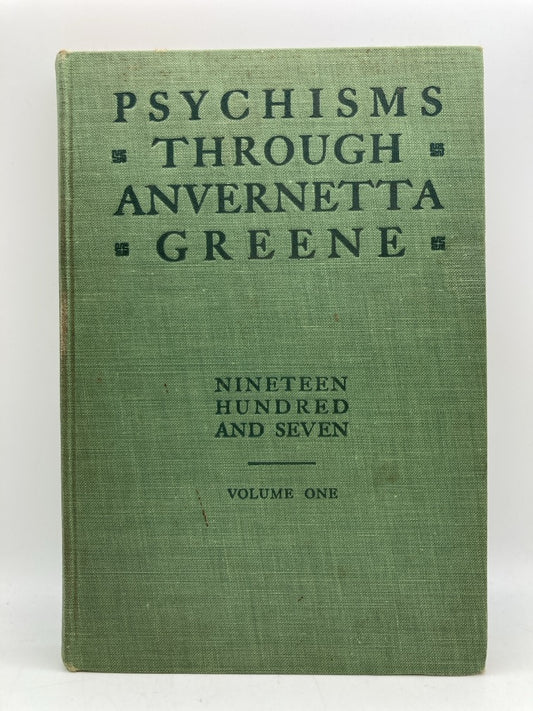 PSYCHISMS
THROUGH
ANVERNETTA
GREENE
NINETEEN
HUNDRED
AND SEVEN
VOLUME ONE